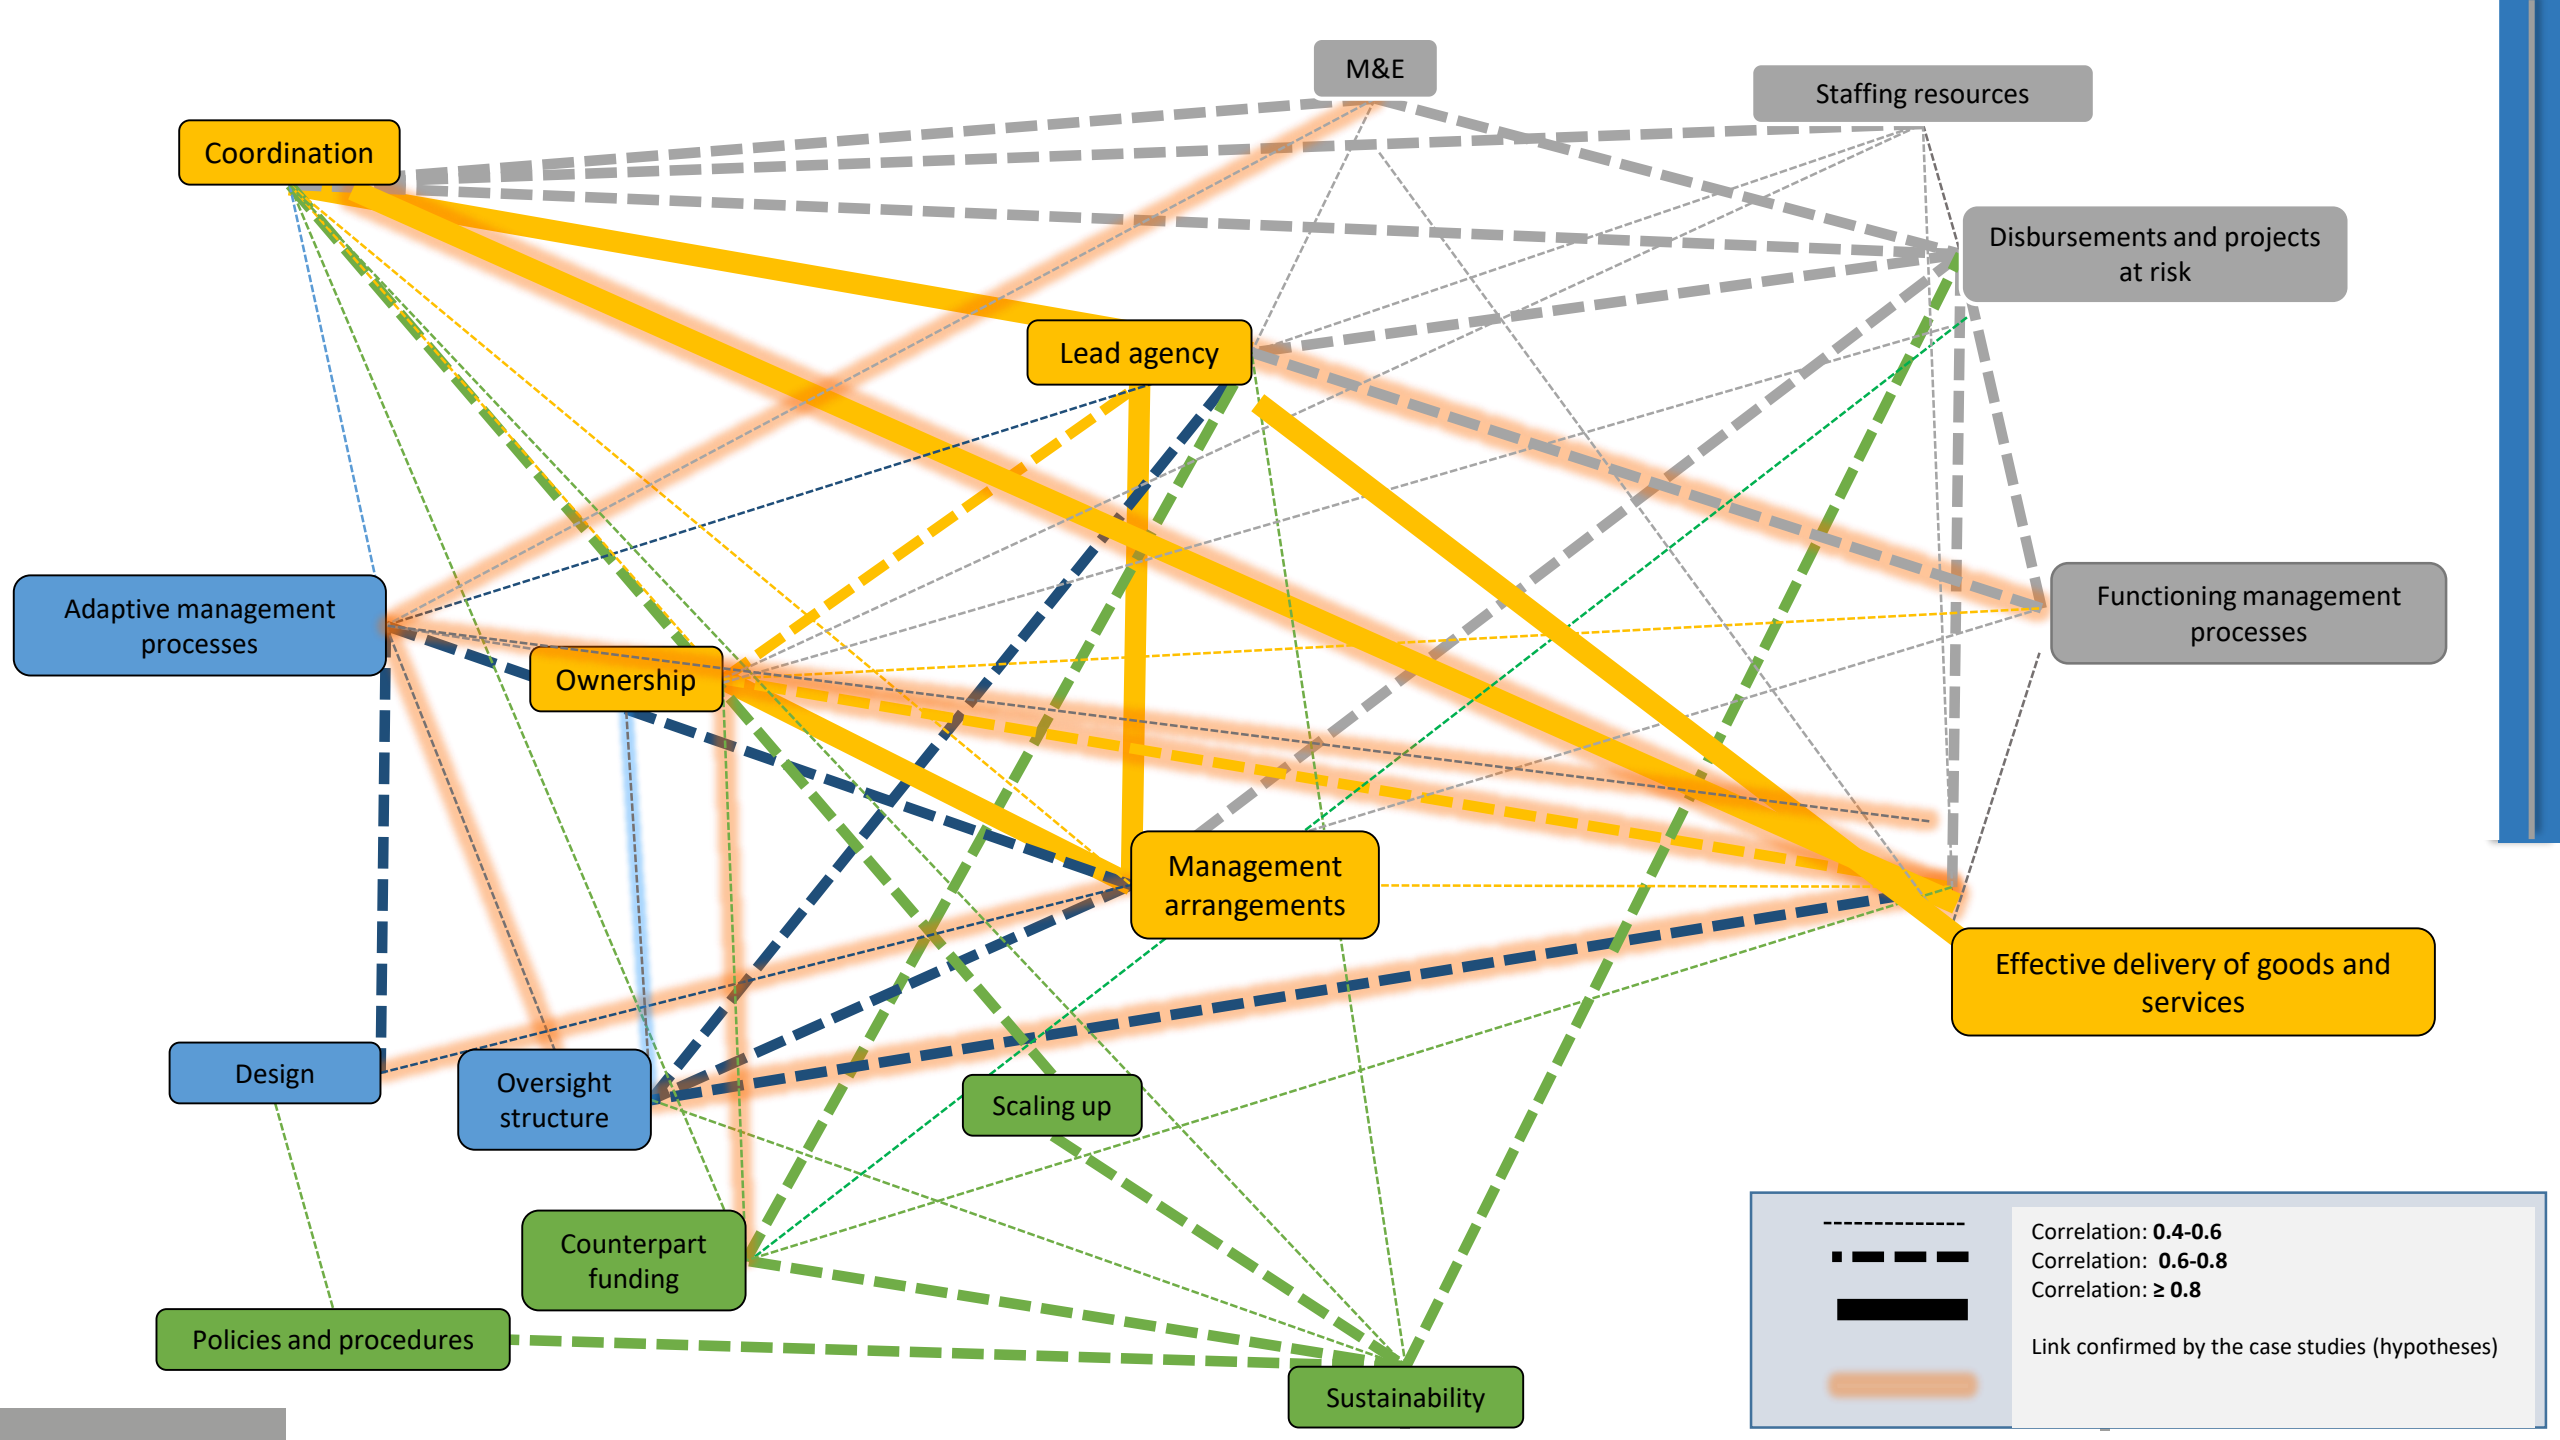 M&E
Staffing resources
Coordination
Disbursements and projects
at risk
Lead agency
Adaptive management
processes
Functioning management
processes
Ownership
Management
arrangements
Effective delivery of goods and
services
Design
Oversight
structure
Scaling up
Counterpart
funding
Policies and procedures
Sustainability
Correlation: 0.4-0.6
Correlation: 0.6-0.8
Correlation: ≥ 0.8
Link confirmed by the case studies (hypotheses)